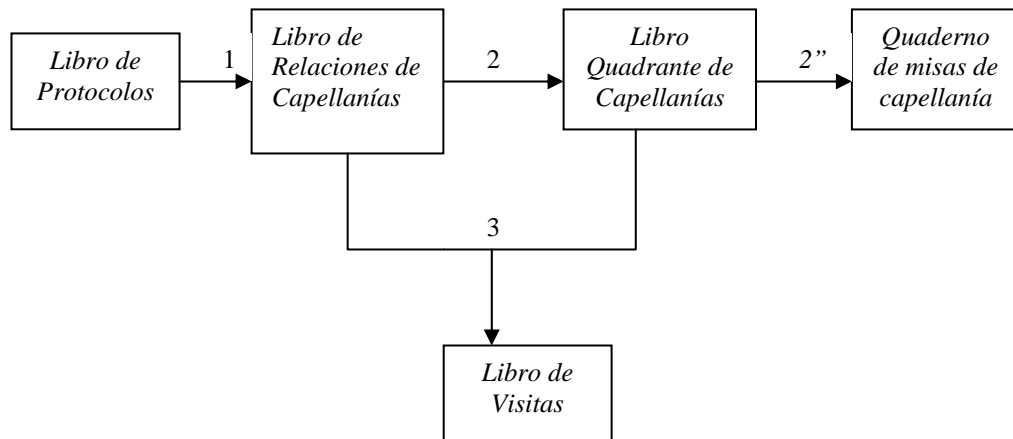 Libro de
Protocolos
1
Libro de
Relaciones de
Capellanías
2
Libro
Quadrante de
Capellanías
2”
Quaderno
de misas de
capellanía
3
Libro de
Visitas